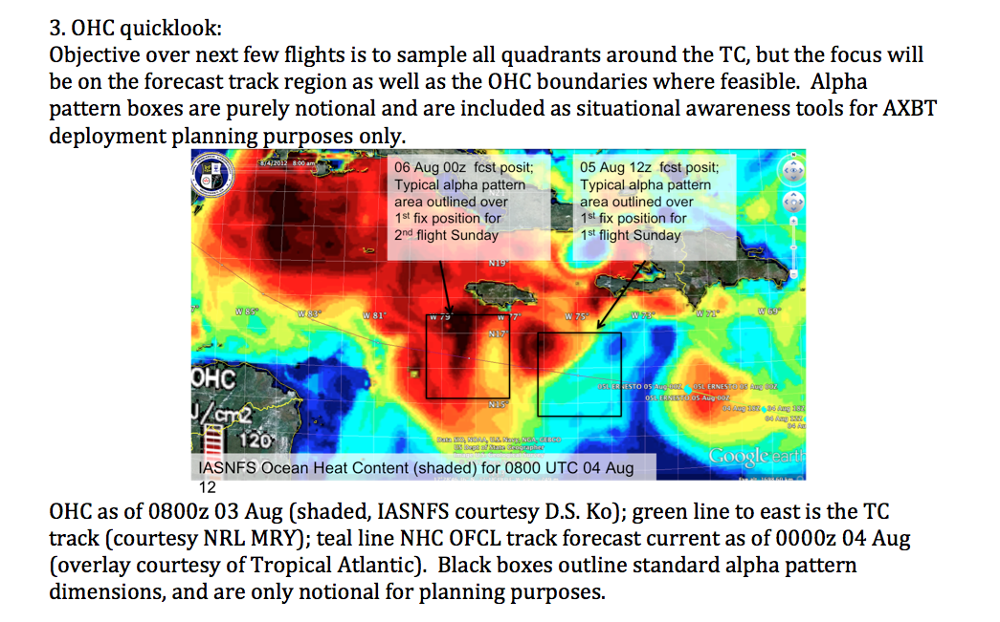 3. OHC quicklook:
Objective over next few flights is to sample all quadrants around the TC, but the focus will
be on the forecast track region as well as the OHC boundaries where feasible.  Alpha
pattern boxes are purely notional and are included as situational awareness tools for AXBT
deployment planning purposes only.
8/4/2012  8:00 am
06 Aug 00z  fcst posit;
Typical alpha pattern
area outlined over
1st fix position for
2nd flight Sunday
05 Aug 12z  fcst posit;
Typical alpha pattern
area outlined over
1st fix position for
1st flight Sunday
N
N19°
W 85° W 83° W 81° W 79° W 77° W 75° W 73° W 71° W 69°
N17°
OHC
J/cm2
120
N15°
05L ERNESTO 05 Aug 00Z
04 Aug 18Z
04 Aug 12Z
Data SIO, NOAA, U.S. Navy, NGA, GEBCO
US Dept of State Geographer
Google earth
IASNFS Ocean Heat Content (shaded) for 0800 UTC 04 Aug
12
OHC as of 0800z 03 Aug (shaded, IASNFS courtesy D.S. Ko); green line to east is the TC
track (courtesy NRL MRY); teal line NHC OFCL track forecast current as of 0000z 04 Aug
(overlay courtesy of Tropical Atlantic).  Black boxes outline standard alpha pattern
dimensions, and are only notional for planning purposes.